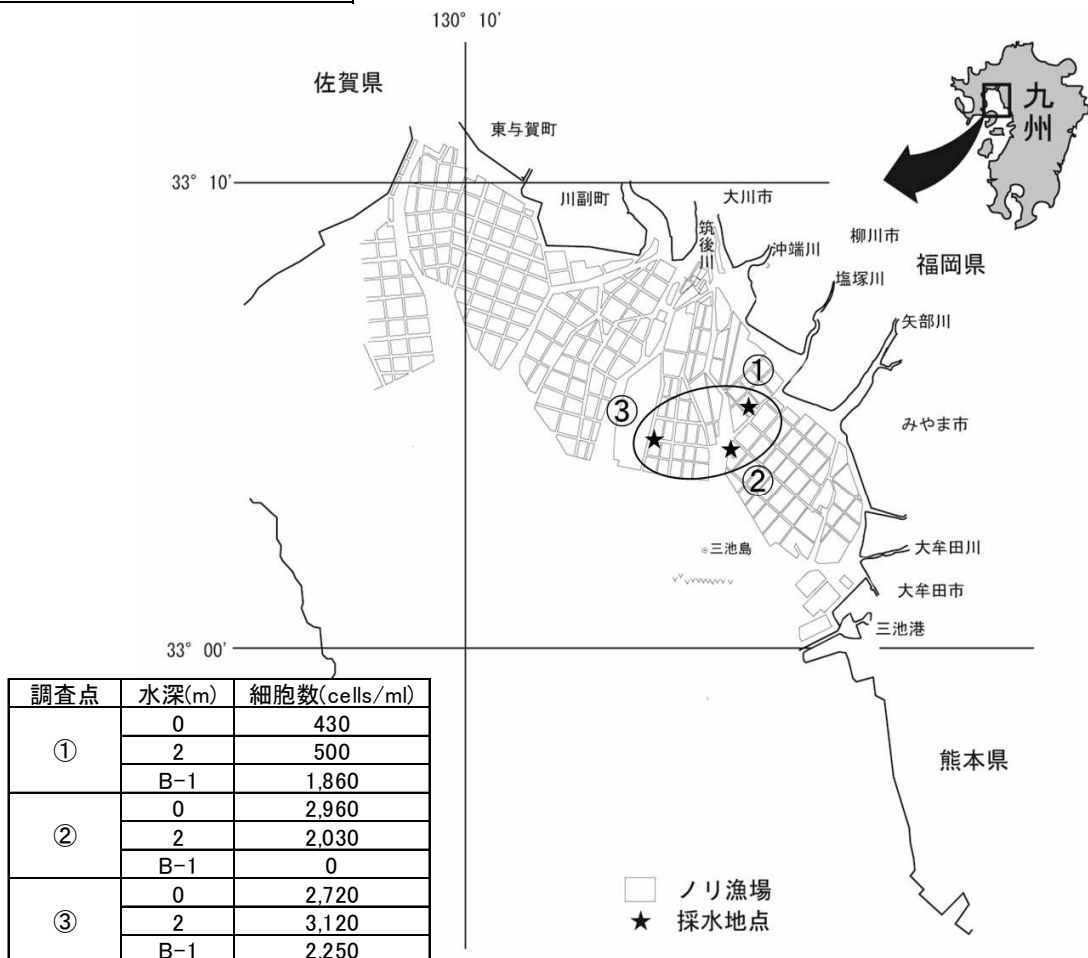 130° 10'
佐賀県
東与賀町
九州
33° 10'
川副町
大川市
筑後川
沖端川
柳川市
福岡県
塩塚川
矢部川
①
③
みやま市
②
三池島
大牟田川
大牟田市
三池港
33° 00'
調査点 水深(m) 細胞数(cells/ml)
① 0 430
2 500
B-1 1,860
② 0 2,960
2 2,030
B-1 0
③ 0 2,720
2 3,120
B-1 2,250
熊本県
ノリ漁場
★ 採水地点